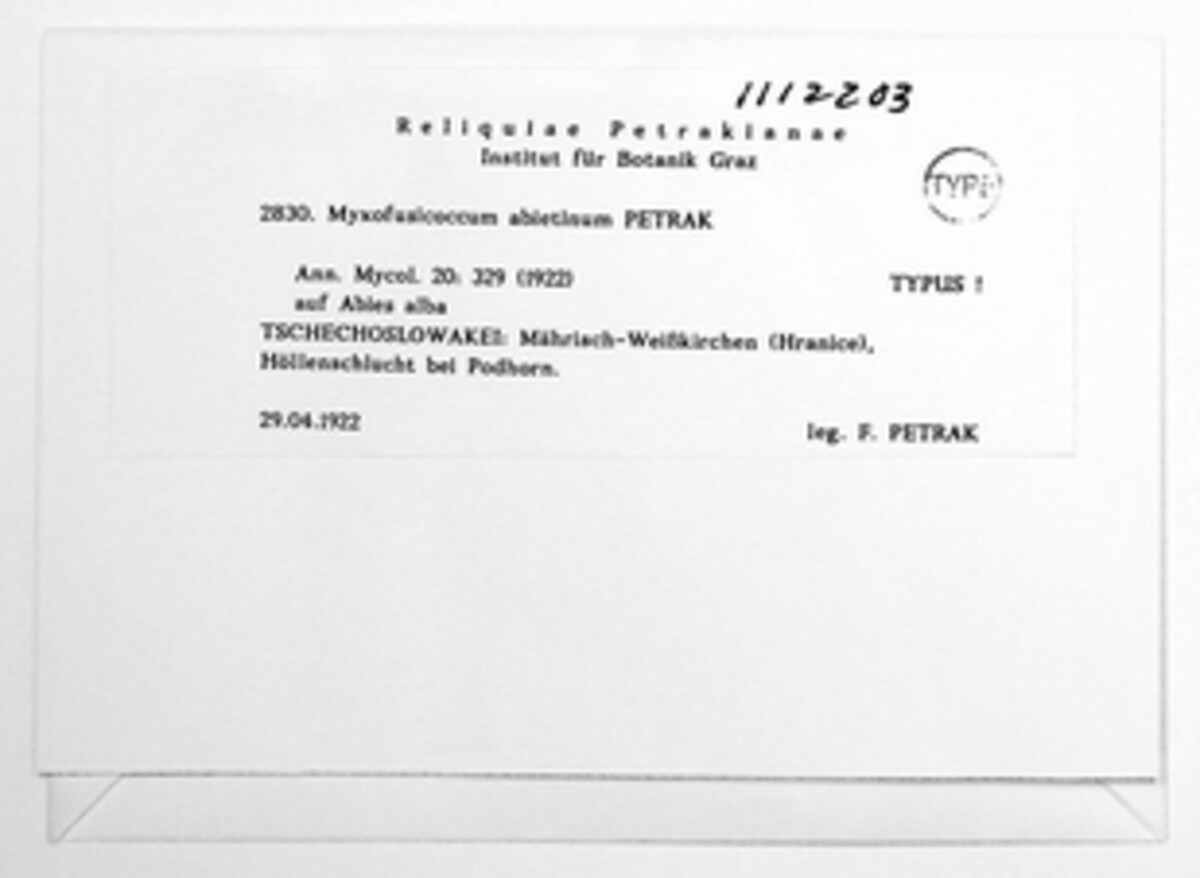 1112203
Reliquiae Petrakianae
Institut für Botanik Graz
TYPE
2830. Myxofusicoccum abietinum PETRAK
Ann. Mycol. 20: 329 (1922)
TYPUS !
auf Abies alba
TSCHECHOSLOWAKEI: Mährisch-Weißkirchen (Hranice),
Höllenschlucht bei Podhorn.
29.04.1922
leg. F. PETRAK